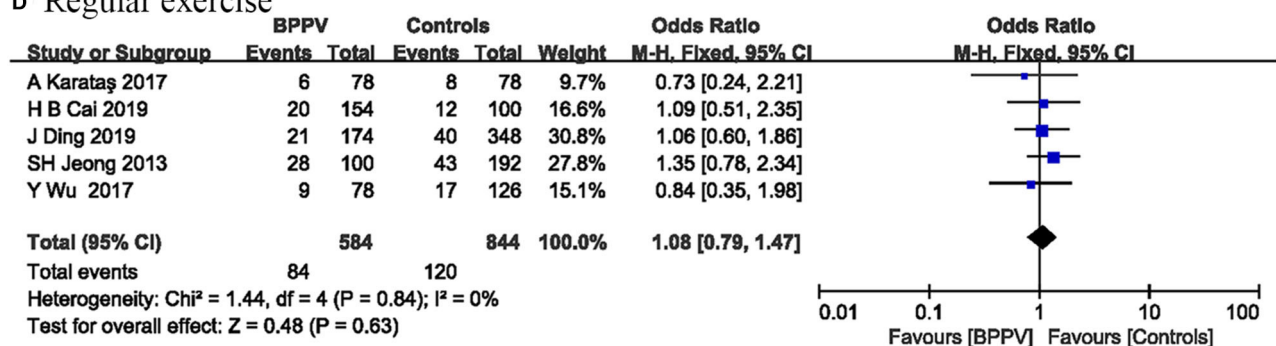 b Regular exercise
BPPV Controls Odds Ratio Odds Ratio
Study or Subgroup Events Total Events Total Weight M-H, Fixed, 95% CI M-H, Fixed, 95% CI
A Karataş 2017 6 78 8 78 9.7% 0.73 [0.24, 2.21]
H B Cai 2019 20 154 12 100 16.6% 1.09 [0.51, 2.35]
J Ding 2019 21 174 40 348 30.8% 1.06 [0.60, 1.86]
SH Jeong 2013 28 100 43 192 27.8% 1.35 [0.78, 2.34]
Y Wu 2017 9 78 17 126 15.1% 0.84 [0.35, 1.98]
Total (95% CI) 584 844 100.0% 1.08 [0.79, 1.47]
Total events 84 120
Heterogeneity: Chi² = 1.44, df = 4 (P = 0.84); I² = 0%
Test for overall effect: Z = 0.48 (P = 0.63)
0.01 0.1 1 10 100
Favours [BPPV] Favours [Controls]